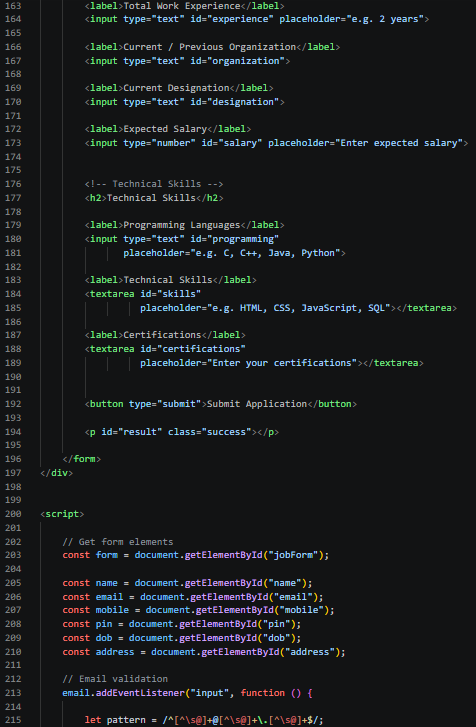 163 <label>Total Work Experience</label>
164 <input type="text" id="experience" placeholder="e.g. 2 years">
165
166 <label>Current / Previous Organization</label>
167 <input type="text" id="organization">
168
169 <label>Current Designation</label>
170 <input type="text" id="designation">
171
172 <label>Expected Salary</label>
173 <input type="number" id="salary" placeholder="Enter expected salary">
174
175
176 <!-- Technical Skills -->
177 <h2>Technical Skills</h2>
178
179 <label>Programming Languages</label>
180 <input type="text" id="programming"
181 placeholder="e.g. C, C++, Java, Python">
182
183 <label>Technical Skills</label>
184 <textarea id="skills"
185 placeholder="e.g. HTML, CSS, JavaScript, SQL"></textarea>
186
187 <label>Certifications</label>
188 <textarea id="certifications"
189 placeholder="Enter your certifications"></textarea>
190
191
192 <button type="submit">Submit Application</button>
193
194 <p id="result" class="success"></p>
195
196 </form>
197 </div>
198
199
200 <script>
201
202 // Get form elements
203 const form = document.getElementById("jobForm");
204
205 const name = document.getElementById("name");
206 const email = document.getElementById("email");
207 const mobile = document.getElementById("mobile");
208 const pin = document.getElementById("pin");
209 const dob = document.getElementById("dob");
210 const address = document.getElementById("address");
211
212 // Email validation
213 email.addEventListener("input", function () {
214
215 let pattern = /^[^\s@]+@[^\s@]+\.[^\s@]+$/;